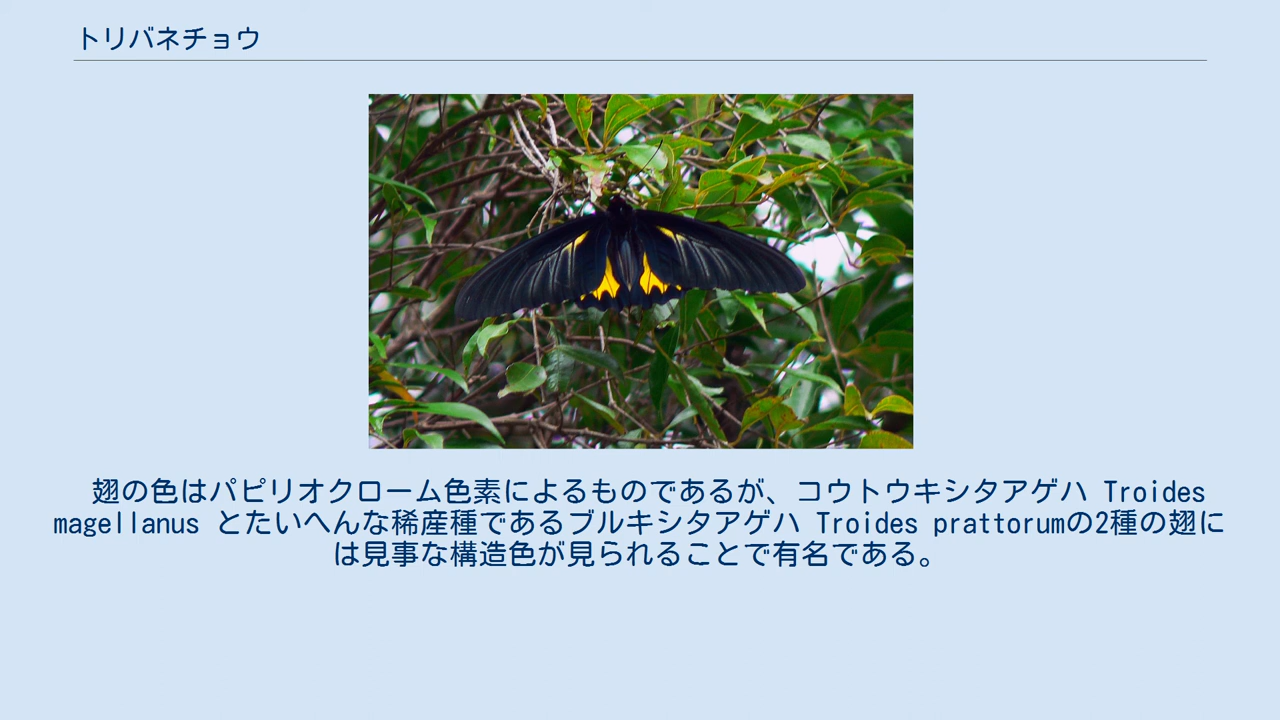 トリバネチョウ
翅の色はパピリオクローム色素によるものであるが、コウトウキシタアゲハ Troides
magellanus とたいへんな稀産種であるブルキシタアゲハ Troides prattorumの2種の翅に
は見事な構造色が見られることで有名である。